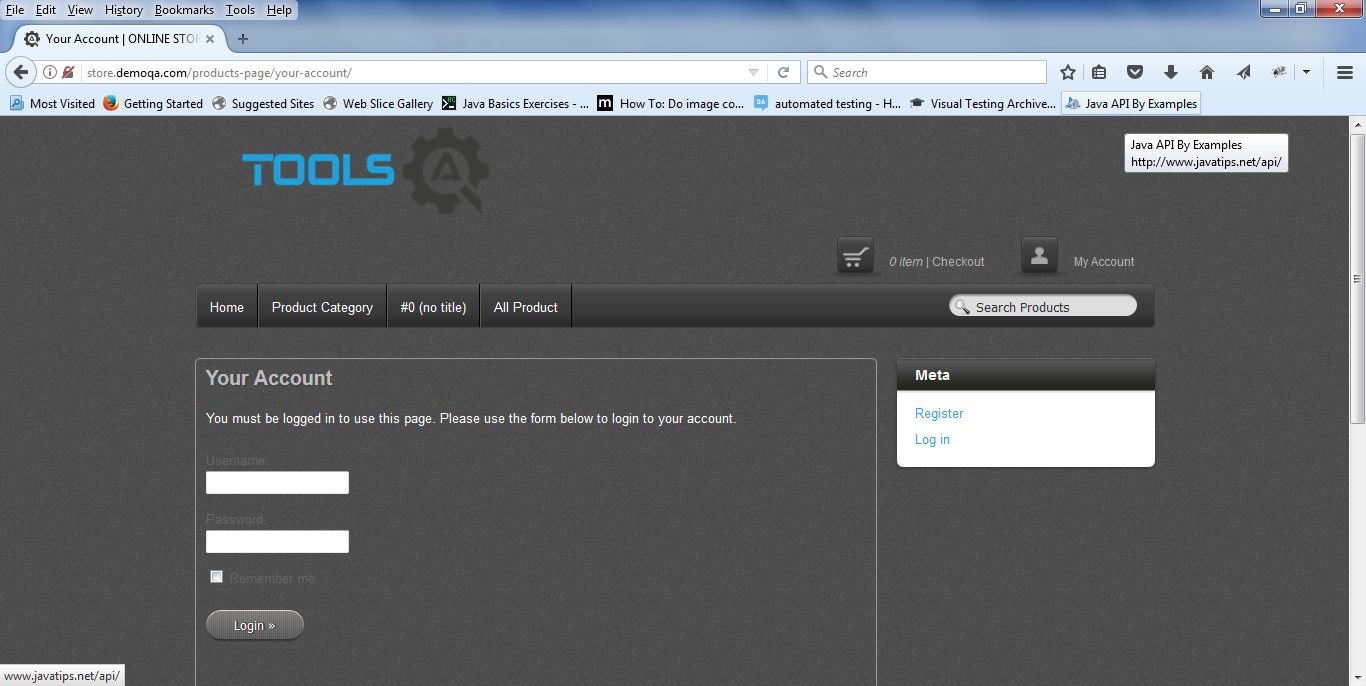 File Edit View History Bookmarks Tools Help
Your Account | ONLINE STOR
store.demoqa.com/products-page/your-account/
Search
Most Visited Getting Started Suggested Sites Web Slice Gallery Java Basics Exercises - ... How To: Do image co... automated testing - H... Visual Testing Archive... Java API By Examples
Java API By Examples
http://www.javatips.net/api/
TOOLS QA
0 item | Checkout My Account
Home Product Category #0 (no title) All Product Search Products
Your Account
You must be logged in to use this page. Please use the form below to login to your account.
Username:
Password:
Remember me
Login »
Meta
Register
Log in
www.javatips.net/api/